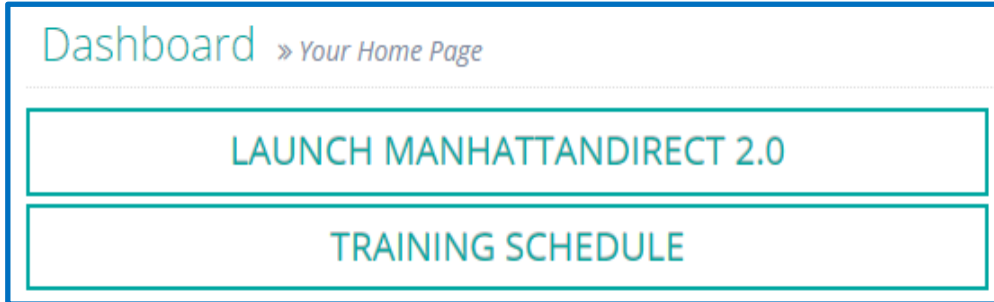 Dashboard » Your Home Page
LAUNCH MANHATTANDIRECT 2.0
TRAINING SCHEDULE